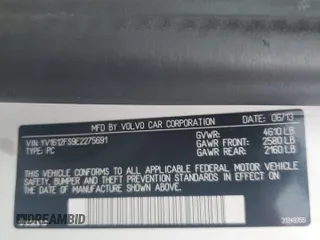 MFD. BY VOLVO CAR CORPORATION
DATE: 06/13
VIN: YV1612FS9E2275691
TYPE: PC
GVWR: 4610 LB
GAWR FRONT: 2580 LB
GAWR REAR: 2160 LB
THIS VEHICLE CONFORMS TO ALL APPLICABLE FEDERAL MOTOR VEHICLE
SAFETY, BUMPER AND THEFT PREVENTION STANDARDS IN EFFECT ON
THE DATE OF MANUFACTURE SHOWN ABOVE.
DREAMBID